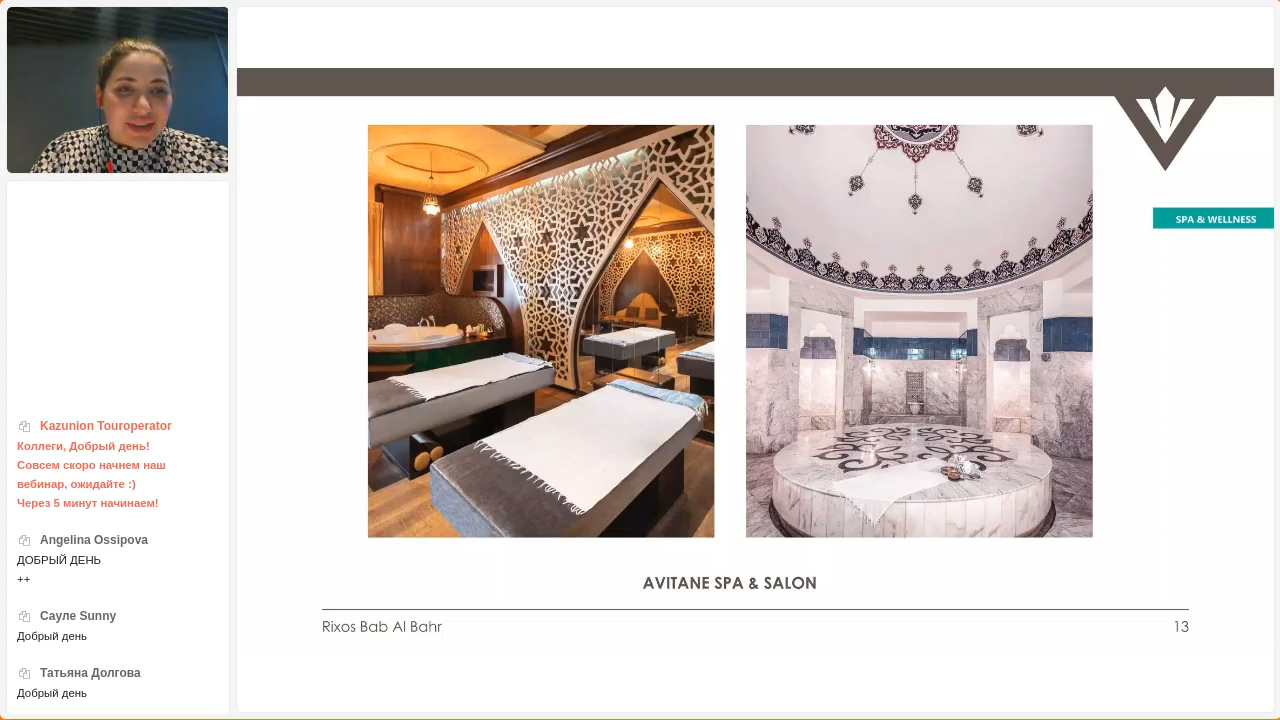 Kazunion Touroperator
Коллеги, Добрый день!
Совсем скоро начнем наш
вебинар, ожидайте :)
Через 5 минут начинаем!
Angelina Ossipova
ДОБРЫЙ ДЕНЬ
++
Сауле Sunny
Добрый день
Татьяна Долгова
Добрый день
SPA & WELLNESS
AVITANE SPA & SALON
Rixos Bab Al Bahr
13